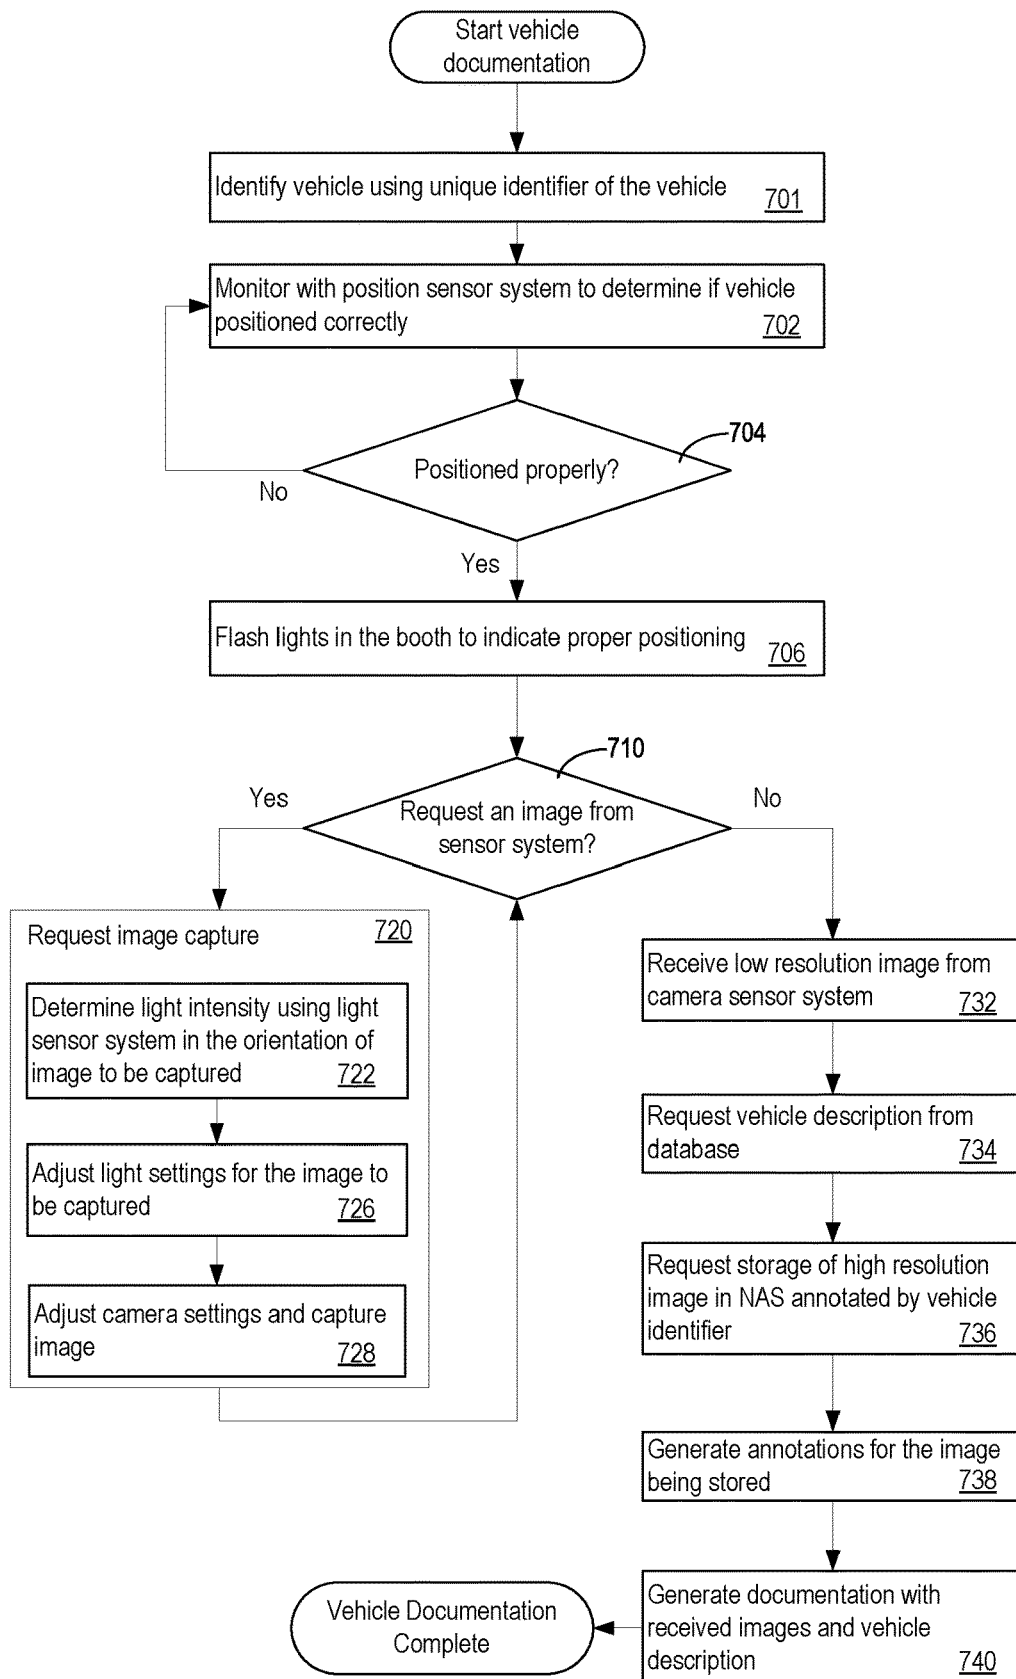 Start vehicle
documentation
Identify vehicle using unique identifier of the vehicle
701
Monitor with position sensor system to determine if vehicle
positioned correctly
702
704
Positioned properly?
No
Yes
Flash lights in the booth to indicate proper positioning
706
710
Yes
Request an image from
sensor system?
No
Request image capture
720
Determine light intensity using light
sensor system in the orientation of
image to be captured
722
Adjust light settings for the image to
be captured
726
Adjust camera settings and capture
image
728
Receive low resolution image from
camera sensor system
732
Request vehicle description from
database
734
Request storage of high resolution
image in NAS annotated by vehicle
identifier
736
Generate annotations for the image
being stored
738
Generate documentation with
received images and vehicle
description
740
Vehicle Documentation
Complete